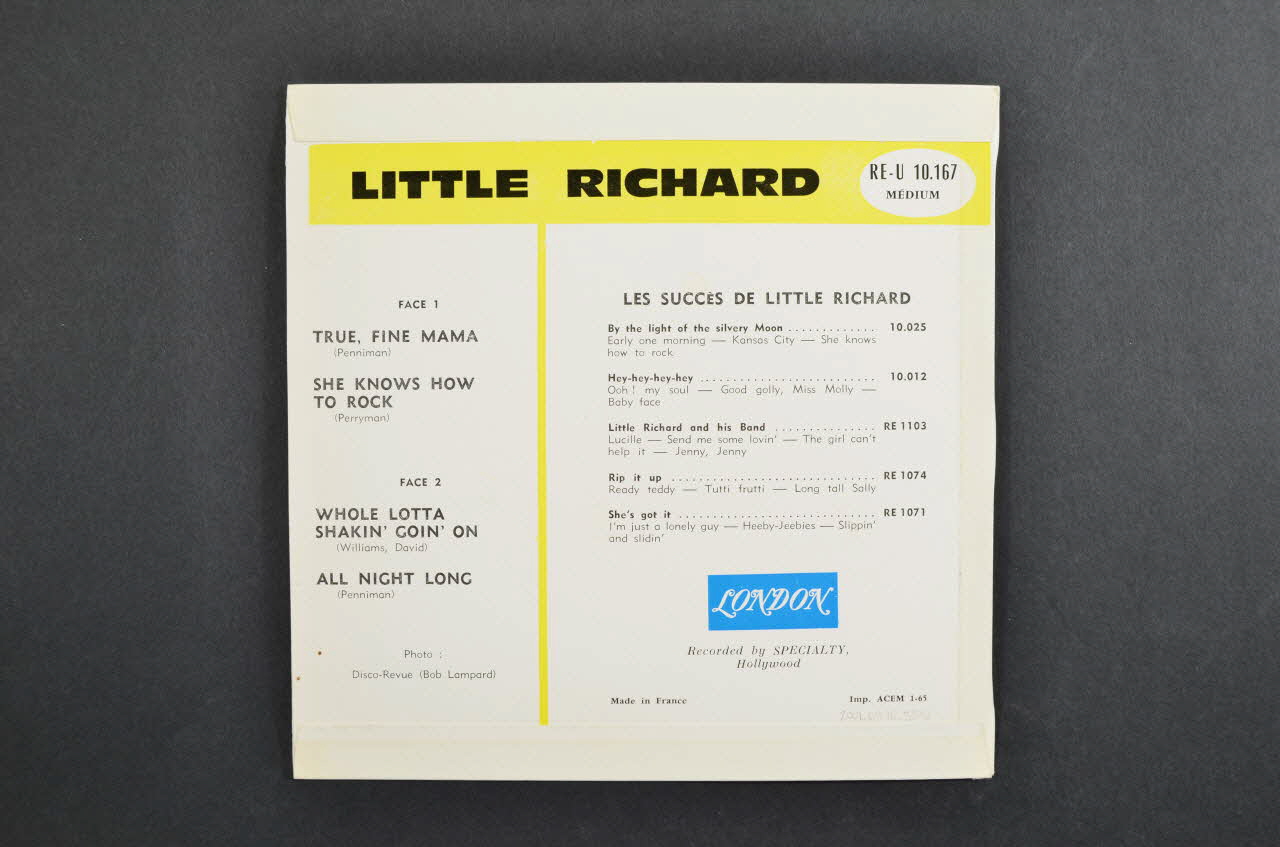 LITTLE RICHARD
RE-U 10.167
MÉDIUM
FACE 1
TRUE, FINE MAMA
(Penniman)
SHE KNOWS HOW
TO ROCK
(Perryman)
FACE 2
WHOLE LOTTA
SHAKIN' GOIN' ON
(Williams, David)
ALL NIGHT LONG
(Penniman)
Photo :
Disco-Revue (Bob Lampard)
LES SUCCÈS DE LITTLE RICHARD
By the light of the silvery Moon ............. 10.025
Early one morning — Kansas City — She knows
how to rock
Hey-hey-hey-hey ........................... 10.012
Ooh ! my soul — Good golly, Miss Molly —
Baby face
Little Richard and his Band ............... RE 1103
Lucille — Send me some lovin' — The girl can't
help it — Jenny, Jenny
Rip it up ............................... RE 1074
Ready teddy — Tutti frutti — Long tall Sally
She's got it .............................. RE 1071
I'm just a lonely guy — Heeby-Jeebies — Slippin'
and slidin'
LONDON
Recorded by SPECIALTY,
Hollywood
Made in France
Imp. ACEM 1-65